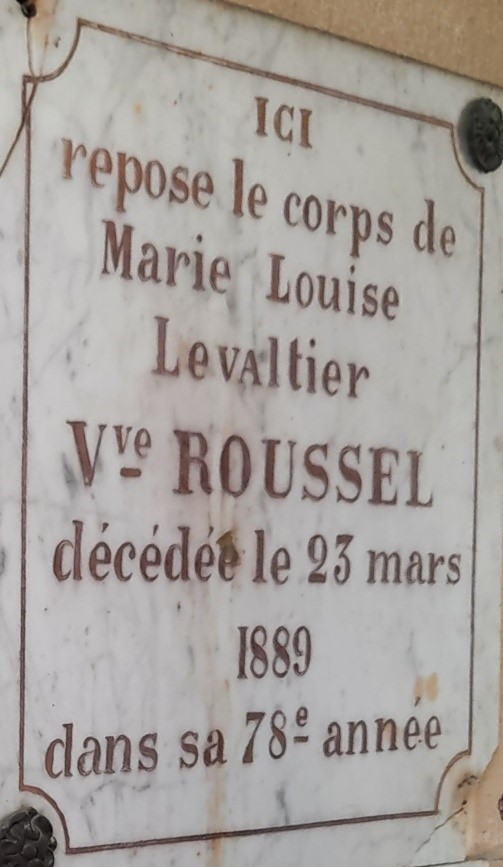 ICI
repose le corps de
Marie Louise
Levaltier
Vve ROUSSEL
décédée le 23 mars
1889
dans sa 78e année